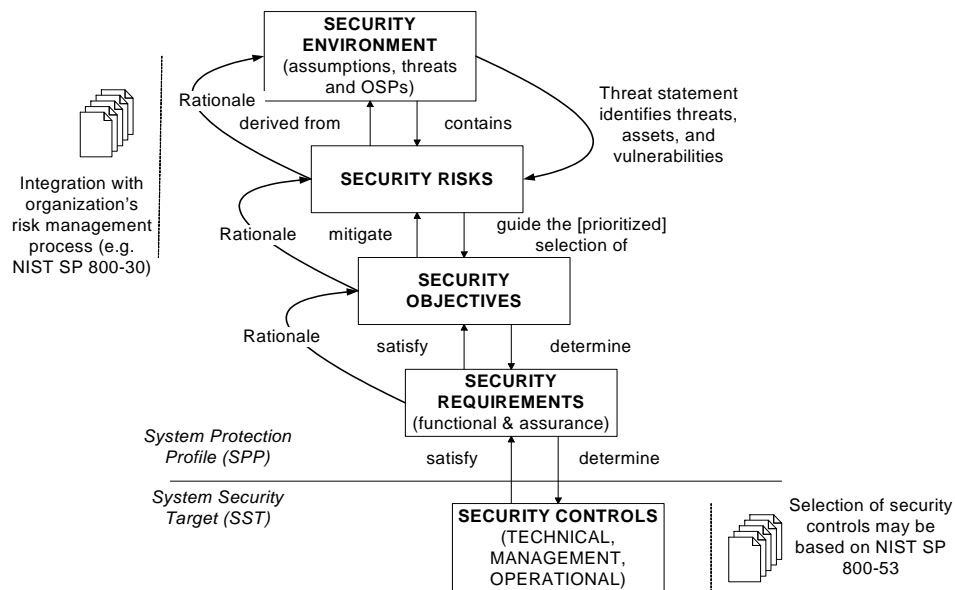 SECURITY
ENVIRONMENT
(assumptions, threats
and OSPs)
Rationale
derived from
contains
Threat statement
identifies threats,
assets, and
vulnerabilities
Integration with
organization's
risk management
process (e.g.
NIST SP 800-30)
SECURITY RISKS
Rationale
mitigate
guide the [prioritized]
selection of
SECURITY
OBJECTIVES
Rationale
satisfy
determine
SECURITY
REQUIREMENTS
(functional & assurance)
System Protection
Profile (SPP)
satisfy
determine
System Security
Target (SST)
SECURITY CONTROLS
(TECHNICAL,
MANAGEMENT,
OPERATIONAL)
Selection of security
controls may be
based on NIST SP
800-53